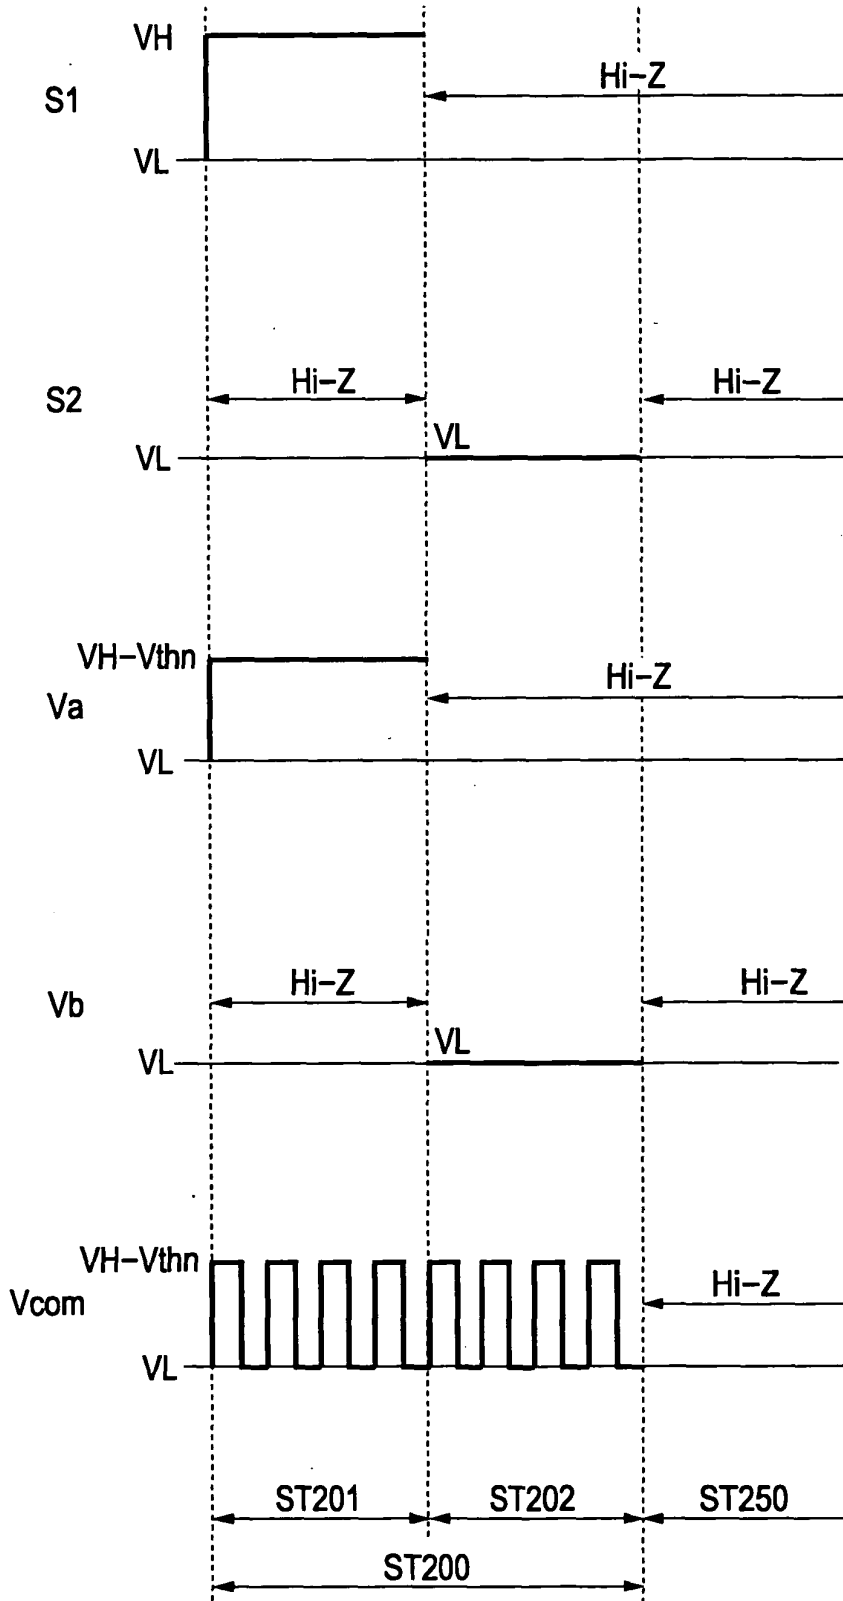 VH
Hi-Z
S1
VL
Hi-Z
Hi-Z
S2
VL
VL
VH-Vthn
Hi-Z
Va
VL
Hi-Z
Hi-Z
Vb
VL
VL
VH-Vthn
Hi-Z
Vcom
VL
ST201
ST202
ST250
ST200